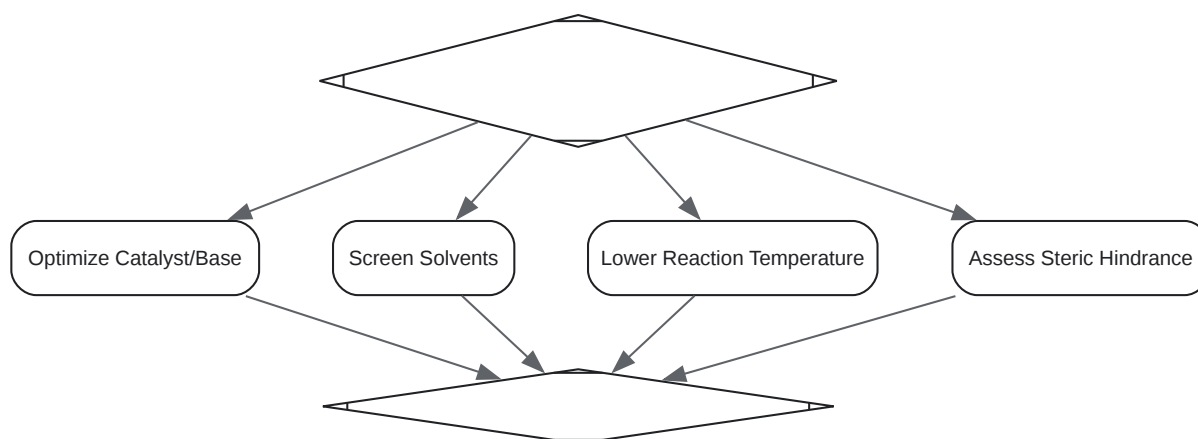 Optimize Catalyst/Base
Screen Solvents
Lower Reaction Temperature
Assess Steric Hindrance